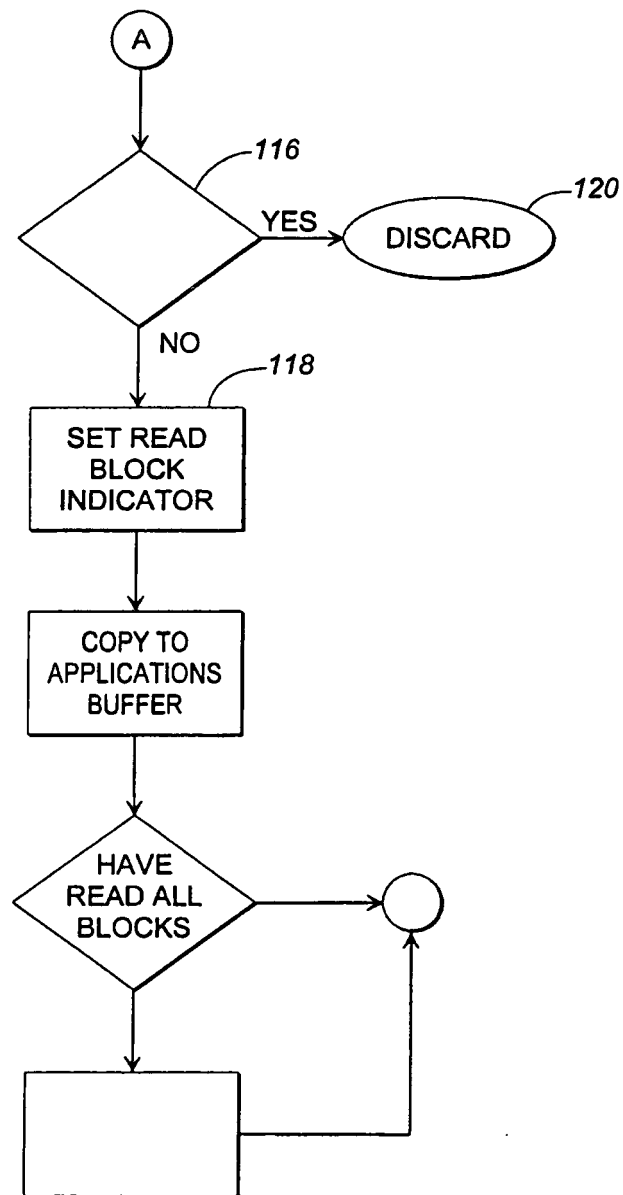 A
116
YES
DISCARD
120
NO
118
SET READ
BLOCK
INDICATOR
COPY TO
APPLICATIONS
BUFFER
HAVE
READ ALL
BLOCKS